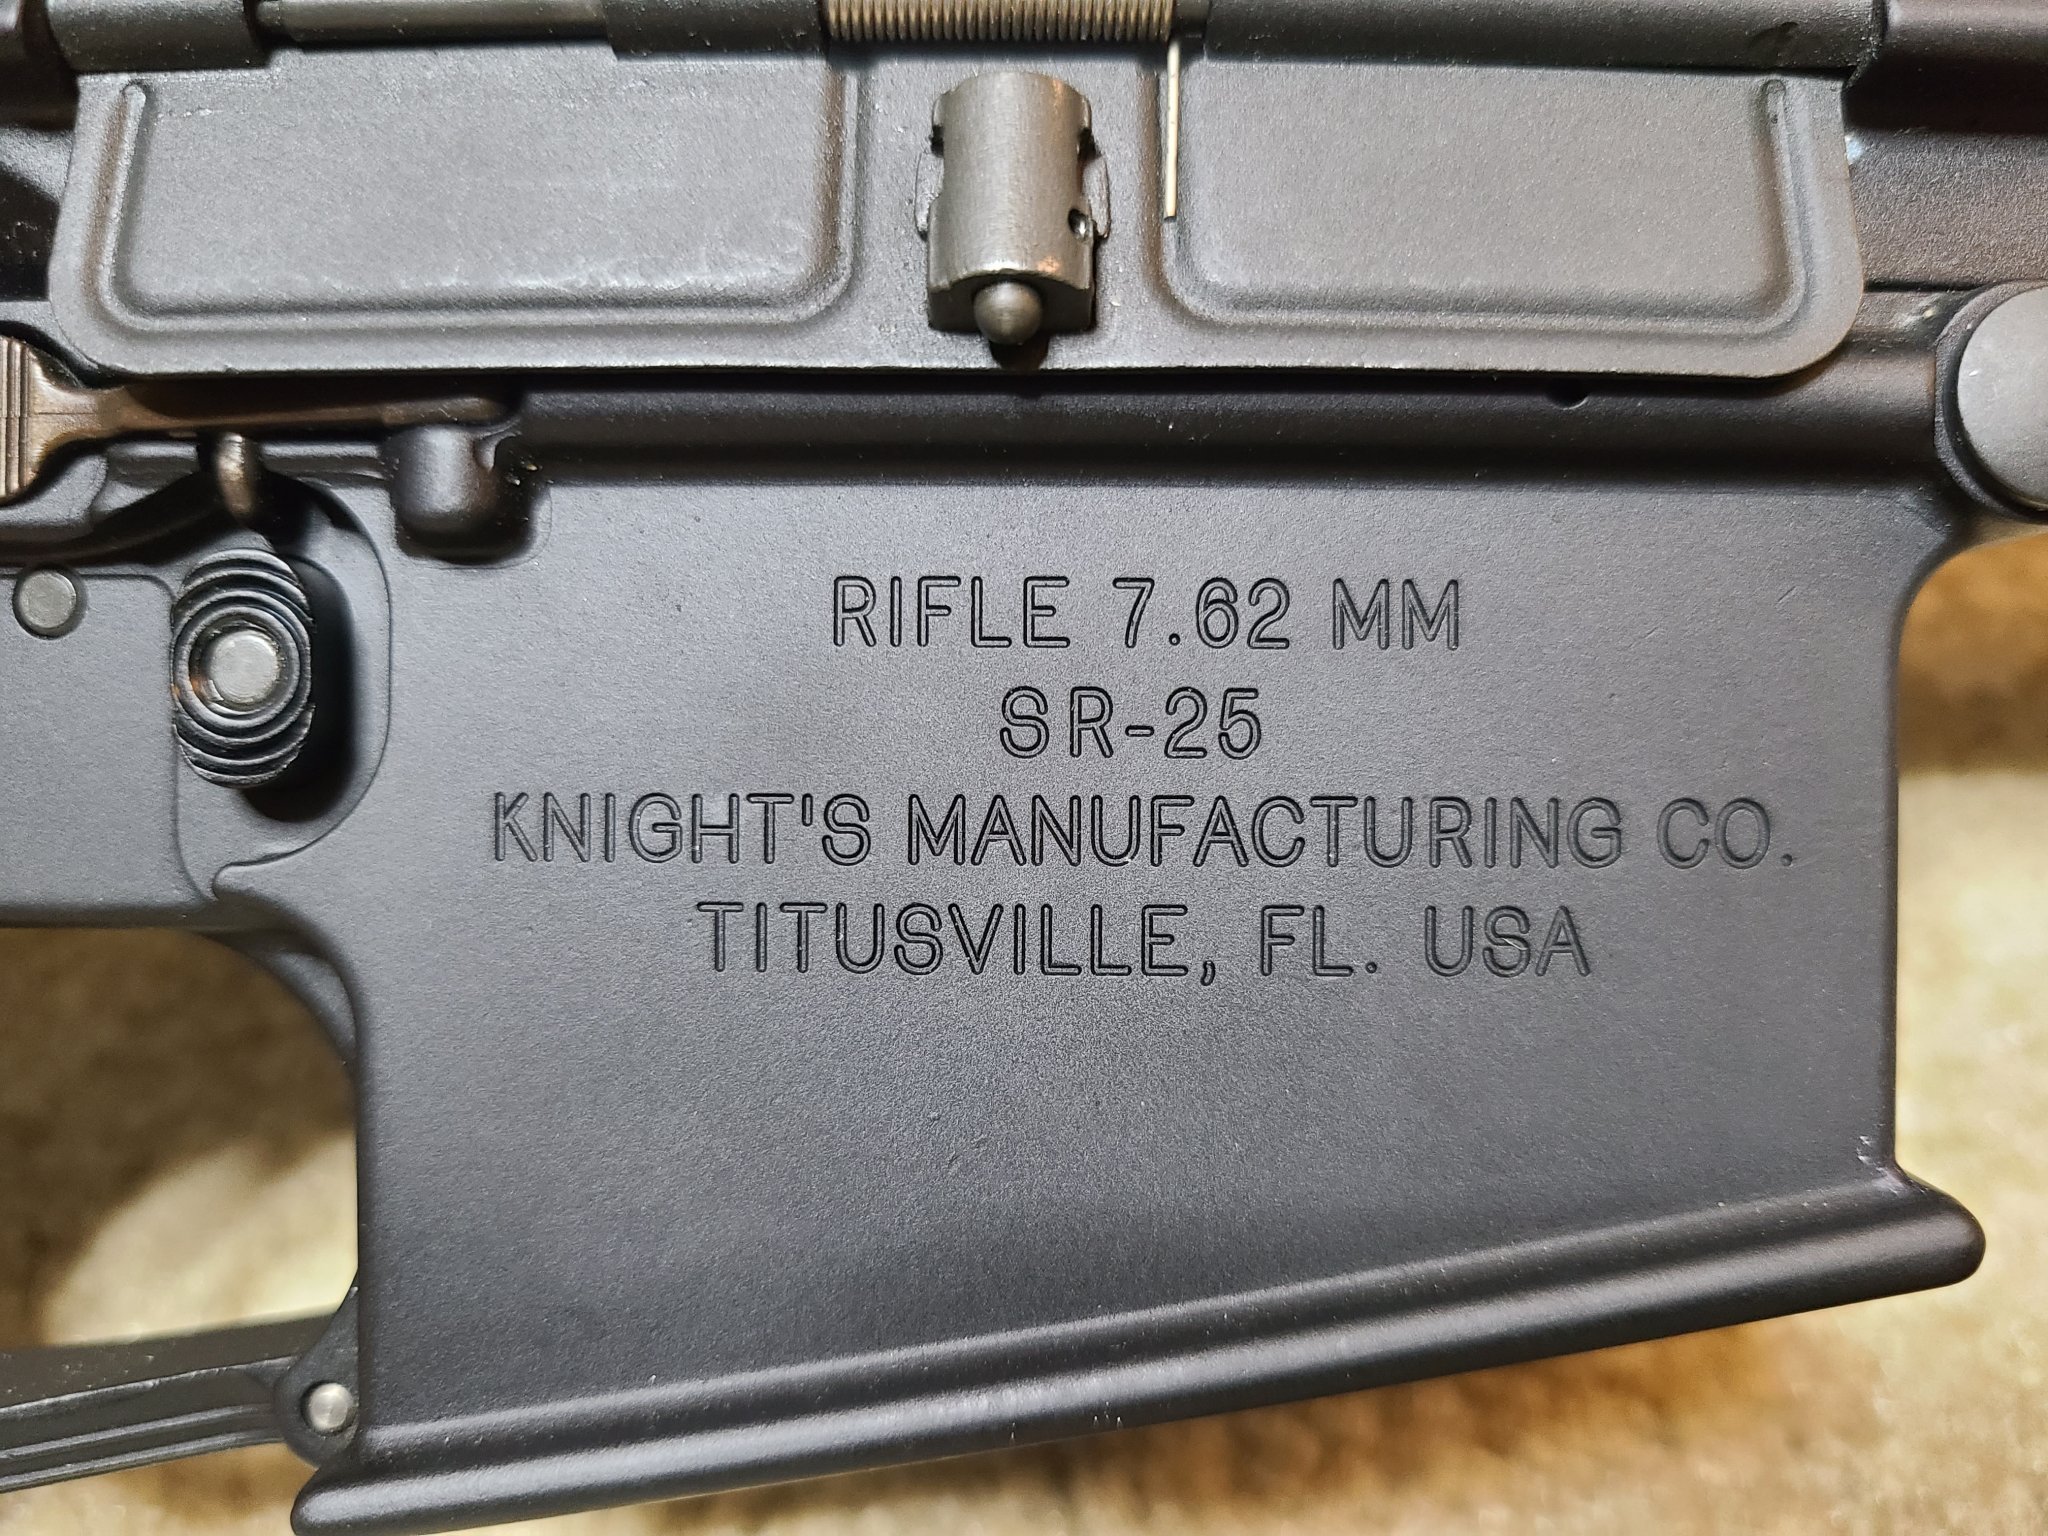 RIFLE 7.62 MM
SR-25
KNIGHT'S MANUFACTURING CO.
TITUSVILLE, FL. USA